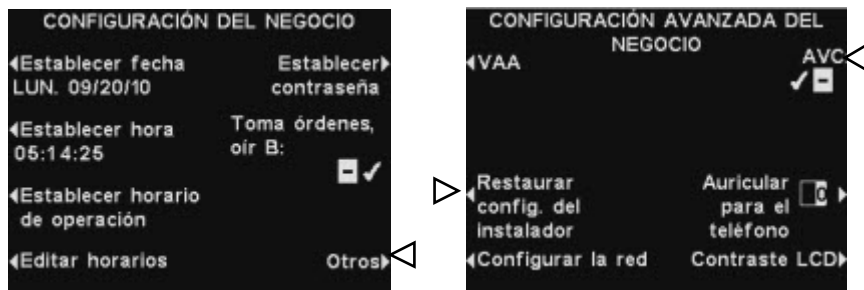 CONFIGURACIÓN DEL NEGOCIO
Establecer fecha
LUN. 09/20/10
Establecer
contraseña
Establecer hora
05:14:25
Toma órdenes,
oír B:
Establecer horario
de operación
Editar horarios
Otros
CONFIGURACIÓN AVANZADA DEL
NEGOCIO
VAA
AVC
Restaurar
config. del
instalador
Auricular
para el
teléfono
0
Configurar la red
Contraste LCD